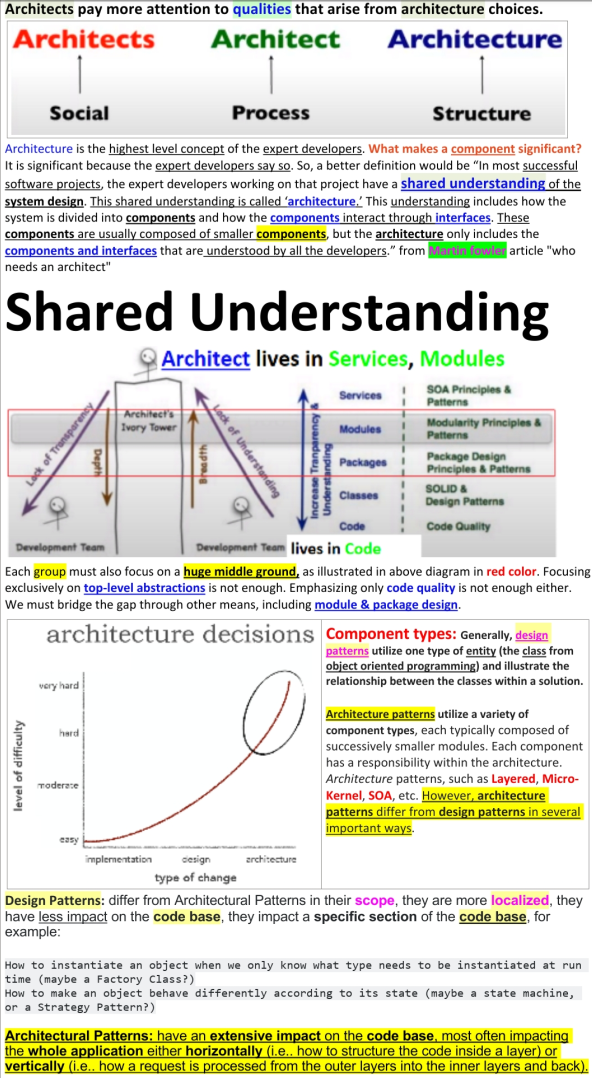 Architects pay more attention to qualities that arise from architecture choices.
Architects Architect Architecture
Social Process Structure
Architecture is the highest level concept of the expert developers. What makes a component significant?
It is significant because the expert developers say so. So, a better definition would be “In most successful
software projects, the expert developers working on that project have a shared understanding of the
system design. This shared understanding is called ‘architecture.’ This understanding includes how the
system is divided into components and how the components interact through interfaces. These
components are usually composed of smaller components, but the architecture only includes the
components and interfaces that are understood by all the developers.” from Martin fowler article "who
needs an architect"
Shared Understanding
Architect lives in Services, Modules
Lack of Transparency
Depth
Architect's
Ivory Tower
Breadth
Lack of Understanding
Increase Tranparency &
Understanding
Services
SOA Principles &
Patterns
Modules
Modularity Principles &
Patterns
Packages
Package Design
Principles & Patterns
Classes
SOLID &
Design Patterns
Code
Code Quality
Development Team
Development Team lives in Code
Each group must also focus on a huge middle ground, as illustrated in above diagram in red color. Focusing
exclusively on top-level abstractions is not enough. Emphasizing only code quality is not enough either.
We must bridge the gap through other means, including module & package design.
architecture decisions
level of difficulty
very hard
hard
moderate
easy
implementation design architecture
type of change
Component types: Generally, design
patterns utilize one type of entity (the class from
object oriented programming) and illustrate the
relationship between the classes within a solution.
Architecture patterns utilize a variety of
component types, each typically composed of
successively smaller modules. Each component
has a responsibility within the architecture.
Architecture patterns, such as Layered, Micro-
Kernel, SOA, etc. However, architecture
patterns differ from design patterns in several
important ways.
Design Patterns: differ from Architectural Patterns in their scope, they are more localized, they
have less impact on the code base, they impact a specific section of the code base, for
example:
How to instantiate an object when we only know what type needs to be instantiated at run
time (maybe a Factory Class?)
How to make an object behave differently according to its state (maybe a state machine,
or a Strategy Pattern?)
Architectural Patterns: have an extensive impact on the code base, most often impacting
the whole application either horizontally (i.e.. how to structure the code inside a layer) or
vertically (i.e.. how a request is processed from the outer layers into the inner layers and back).